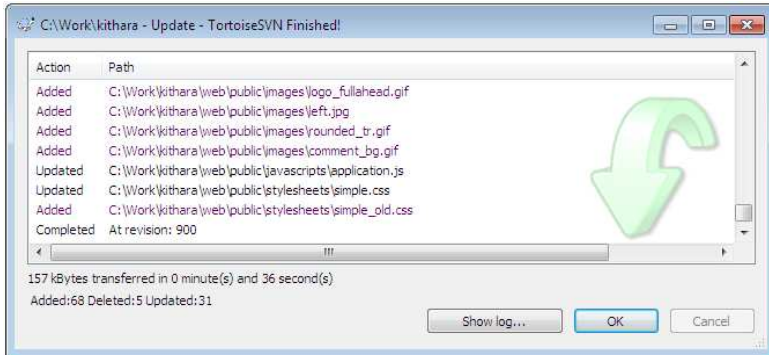 C:\Work\kithara - Update - TortoiseSVN Finished!
Action Path
Added C:\Work\kithara\web\public\images\logo_fullahead.gif
Added C:\Work\kithara\web\public\images\left.jpg
Added C:\Work\kithara\web\public\images\rounded_tr.gif
Added C:\Work\kithara\web\public\images\comment_bg.gif
Updated C:\Work\kithara\web\public\javascripts\application.js
Updated C:\Work\kithara\web\public\stylesheets\simple.css
Added C:\Work\kithara\web\public\stylesheets\simple_old.css
Completed At revision: 900
157 kBytes transferred in 0 minute(s) and 36 second(s)
Added:68 Deleted:5 Updated:31
Show log... OK Cancel